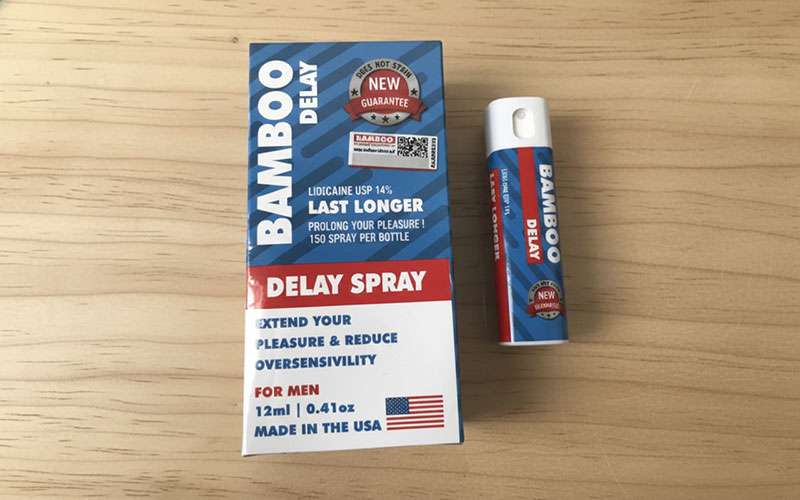 BAMBOO
DELAY
DOES NOT STAIN
NEW
GUARANTEE
BAMBOO
LIDICAINE USP 14%
LAST LONGER
PROLONG YOUR PLEASURE !
150 SPRAY PER BOTTLE
DELAY SPRAY
EXTEND YOUR
PLEASURE & REDUCE
OVERSENSIVILITY
FOR MEN
12ml | 0.41oz
MADE IN THE USA
BAMBOO
DELAY
LAST LONGER
NEW
GUARANTEE